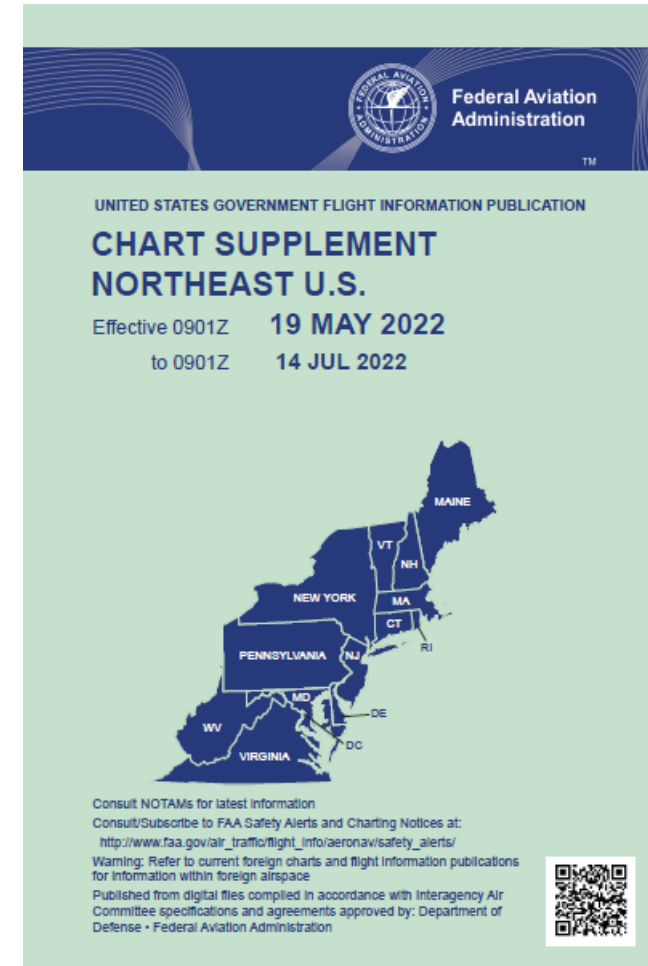 FEDERAL AVIATION
ADMINISTRATION
Federal Aviation
Administration
TM
UNITED STATES GOVERNMENT FLIGHT INFORMATION PUBLICATION
CHART SUPPLEMENT
NORTHEAST U.S.
Effective 0901Z 19 MAY 2022
to 0901Z 14 JUL 2022
MAINE
VT
NH
NEW YORK
MA
CT
RI
PENNSYLVANIA
NJ
MD
DE
WV
DC
VIRGINIA
Consult NOTAMs for latest information
Consult/Subscribe to FAA Safety Alerts and Charting Notices at:
http://www.faa.gov/air_traffic/flight_info/aeronav/safety_alerts/
Warning: Refer to current foreign charts and flight information publications
for information within foreign airspace
Published from digital files compiled in accordance with Interagency Air
Committee specifications and agreements approved by: Department of
Defense • Federal Aviation Administration